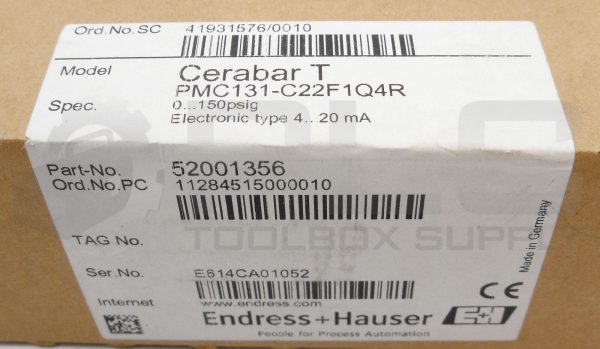 Ord.No.SC 41931576/0010
Model Cerabar T
PMC131-C22F1Q4R
Spec. 0...150psig
Electronic type 4.. 20 mA
Part-No. 52001356
Ord.No.PC 11284515000010
TAG No.
Ser.No. E614CA01052
Internet www.endress.com
Endress+Hauser E+H
People for Process Automation
Made in Germany
CE
PLC
TOOLBOX SUPPLY